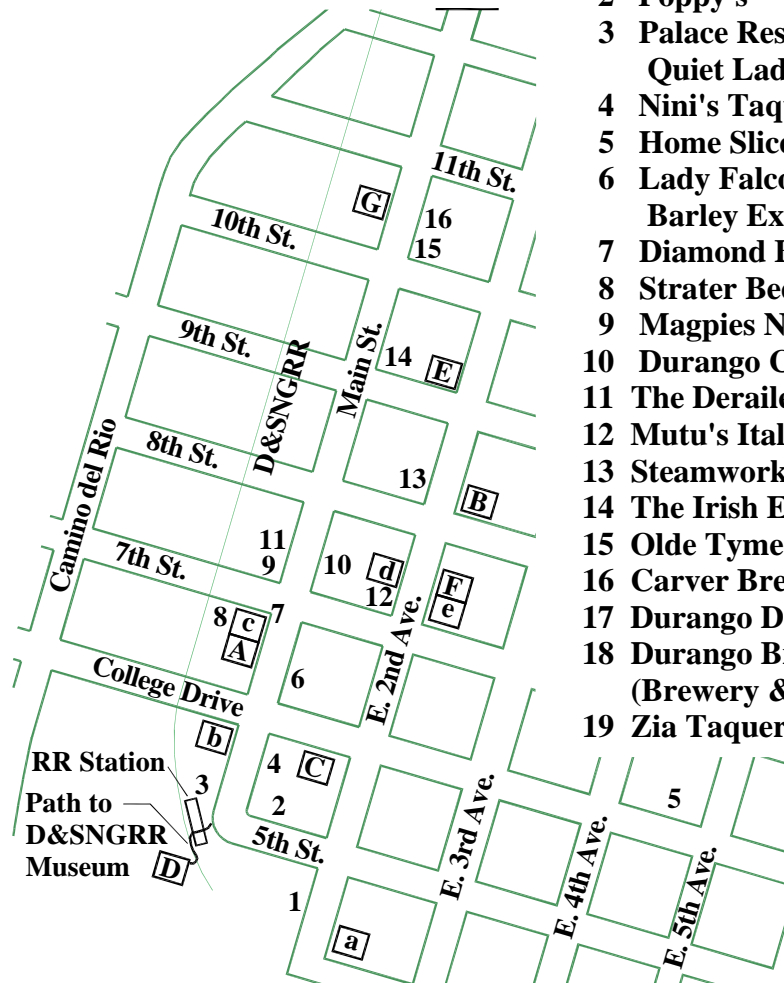 2 Poppy's
3 Palace Res
Quiet Lad
4 Nini's Taq
5 Home Slic
6 Lady Falc
Barley Ex
7 Diamond
8 Strater Be
9 Magpies N
10 Durango
11 The Deraile
12 Mutu's Ital
13 Steamwork
14 The Irish E
15 Olde Tyme
16 Carver Bre
17 Durango D
18 Durango B
(Brewery &
19 Zia Taquer
11th St.
G
16
10th St.
15
9th St.
Main St.
14
E
D&SNGRR
8th St.
13
B
Camino del Rio
11
9
10
d
12
7th St.
F
e
8
c
7
A
6
E. 2nd Ave.
College Drive
b
RR Station
4
C
3
2
5
Path to
D&SNGRR
Museum
D
5th St.
E. 3rd Ave.
E. 4th Ave.
E. 5th Ave.
1
a